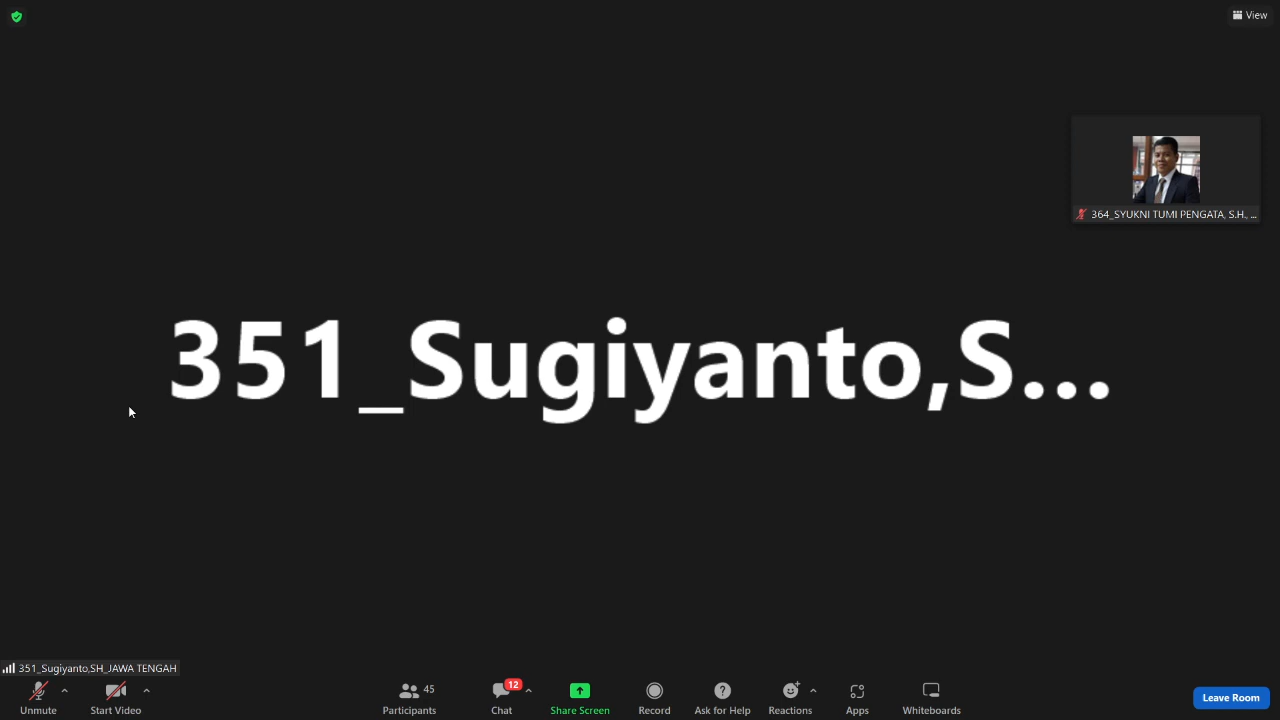 View
364_SYUKNI TUMI PENGATA, S.H., ...
351_Sugiyanto,S...
351_Sugiyanto,SH_JAWA TENGAH
Unmute
Start Video
45
Participants
12
Chat
Share Screen
Record
Ask for Help
Reactions
Apps
Whiteboards
Leave Room